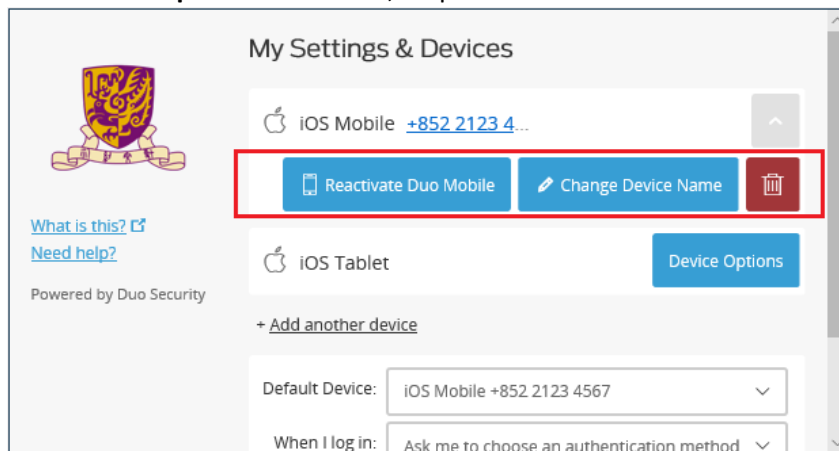 My Settings & Devices
iOS Mobile +852 2123 4...
Reactivate Duo Mobile
Change Device Name
What is this?
Need help?
Powered by Duo Security
iOS Tablet
Device Options
+ Add another device
Default Device: iOS Mobile +852 2123 4567
When I log in: Ask me to choose an authentication method